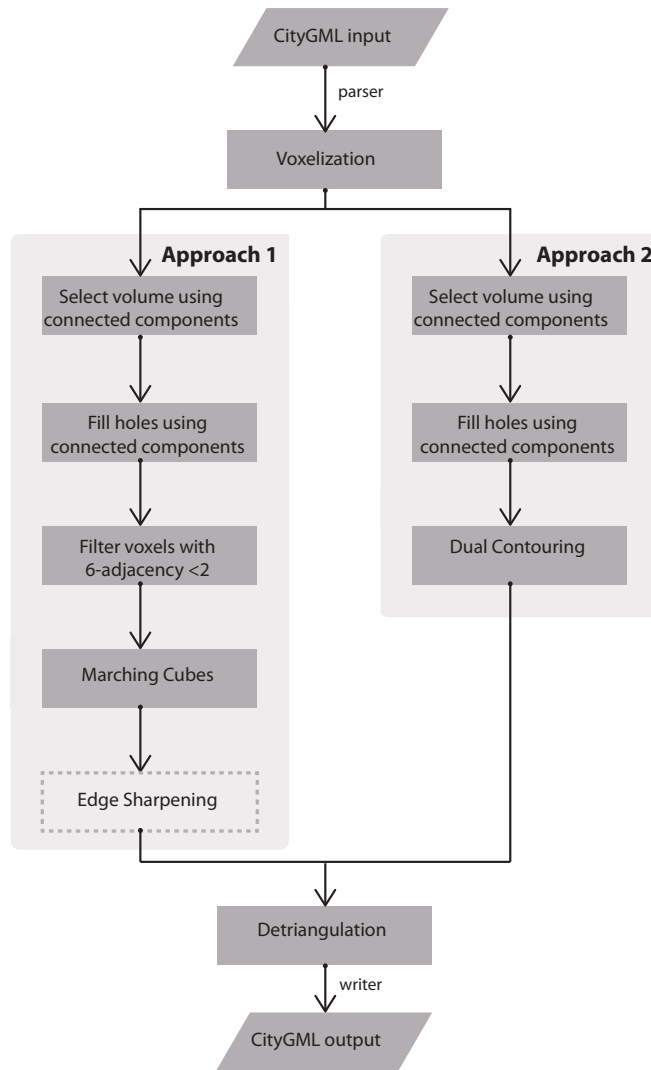 CityGML input
parser
Voxelization
Approach 1
Select volume using
connected components
Fill holes using
connected components
Filter voxels with
6-adjacency <2
Marching Cubes
Edge Sharpening
Approach 2
Select volume using
connected components
Fill holes using
connected components
Dual Contouring
Detriangulation
writer
CityGML output